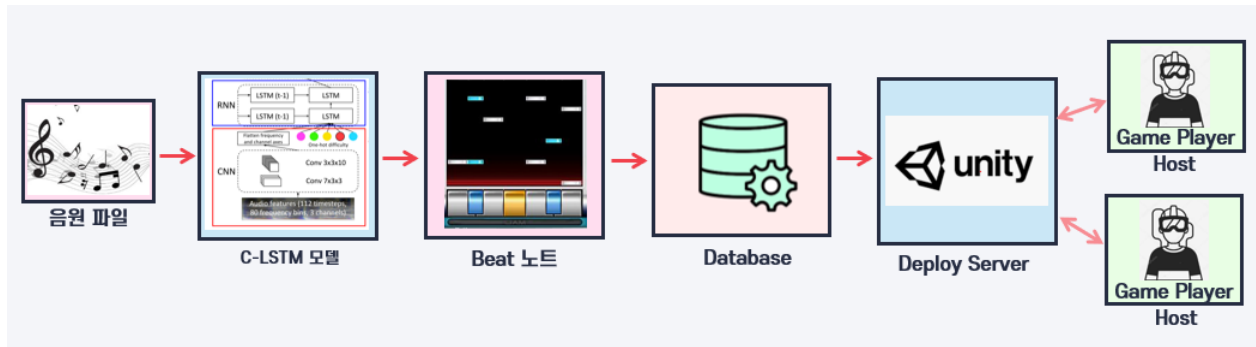 음원 파일
RNN
LSTM (t-1)
LSTM
LSTM (t-1)
LSTM
Flatten frequency
and channel axes
One-hot difficulty
CNN
Conv 3x3x10
Conv 7x3x3
Audio features (112 timesteps,
80 frequency bins, 3 channels)
C-LSTM 모델
Beat 노트
Database
unity
Deploy Server
Game Player
Host
Game Player
Host